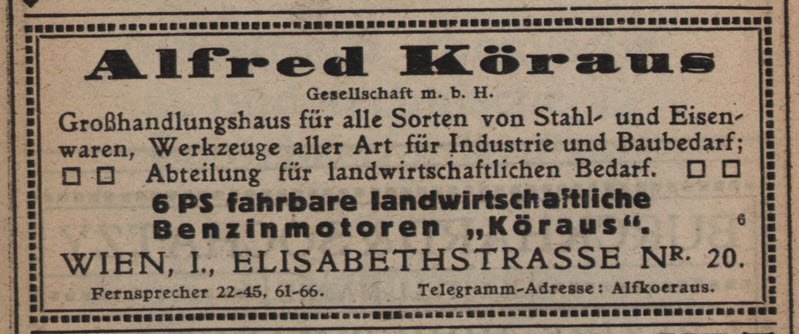 Alfred Köraus
Gesellschaft m. b. H.
Großhandlungshaus für alle Sorten von Stahl- und Eisen-
waren, Werkzeuge aller Art für Industrie und Baubedarf;
□ □ Abteilung für landwirtschaftlichen Bedarf. □ □
6 PS fahrbare landwirtschaftliche
Benzinmotoren „Köraus“.
6
WIEN, I., ELISABETHSTRASSE NR. 20.
Fernsprecher 22-45, 61-66. Telegramm-Adresse: Alfkoeraus.